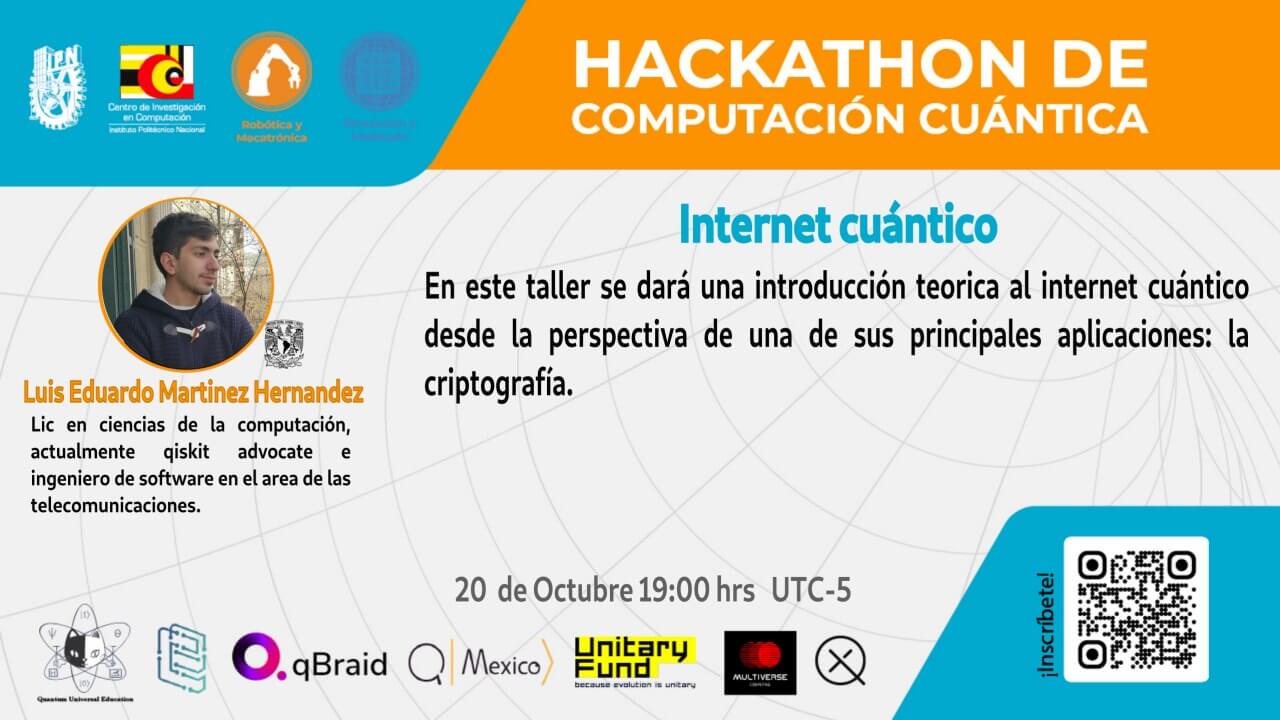 IPN
Centro de Investigación
en Computación
Instituto Politécnico Nacional
Robótica y
Mecatrónica
HACKATHON DE
COMPUTACIÓN CUÁNTICA
Internet cuántico
En este taller se dará una introducción teorica al internet cuántico
desde la perspectiva de una de sus principales aplicaciones: la
criptografía.
Luis Eduardo Martinez Hernandez
Lic en ciencias de la computación,
actualmente qiskit advocate e
ingeniero de software en el area de las
telecomunicaciones.
20 de Octubre 19:00 hrs UTC-5
¡Inscríbete!
Quantum Universal Education
qBraid
Mexico
Unitary
Fund
because evolution is unitary
MULTIVERSE
COMPUTING